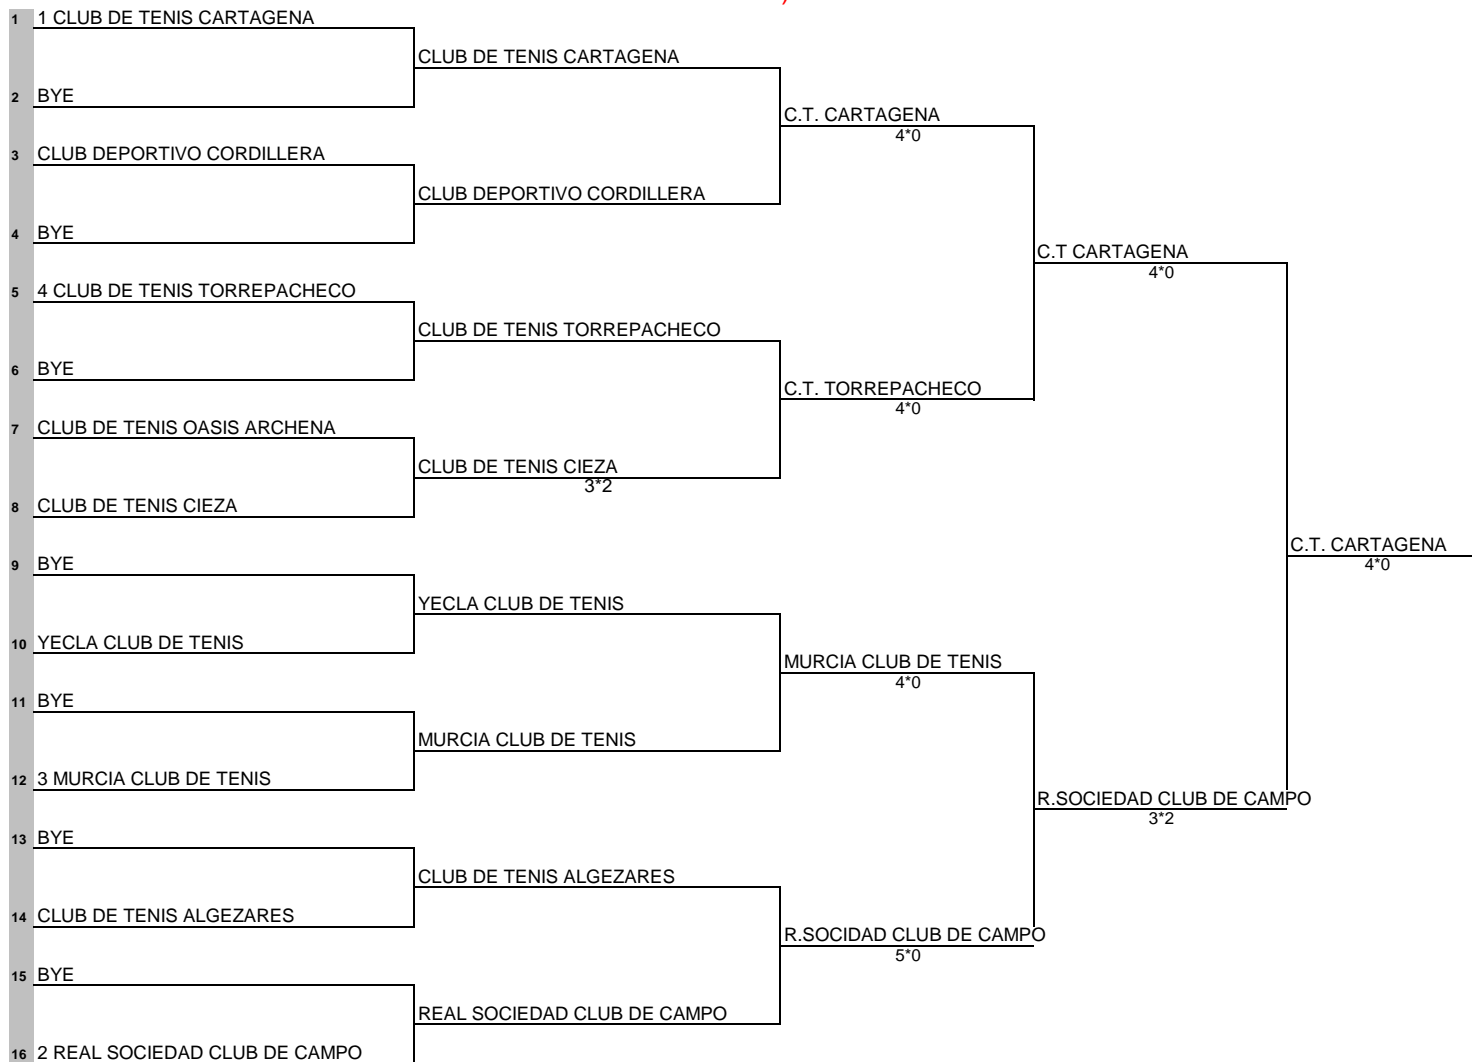 1 1 CLUB DE TENIS CARTAGENA
CLUB DE TENIS CARTAGENA
2 BYE
C.T. CARTAGENA
4*0
3 CLUB DEPORTIVO CORDILLERA
CLUB DEPORTIVO CORDILLERA
4 BYE
C.T CARTAGENA
4*0
5 4 CLUB DE TENIS TORREPACHECO
CLUB DE TENIS TORREPACHECO
6 BYE
C.T. TORREPACHECO
4*0
7 CLUB DE TENIS OASIS ARCHENA
CLUB DE TENIS CIEZA
3*2
8 CLUB DE TENIS CIEZA
C.T. CARTAGENA
4*0
9 BYE
YECLA CLUB DE TENIS
10 YECLA CLUB DE TENIS
MURCIA CLUB DE TENIS
4*0
11 BYE
MURCIA CLUB DE TENIS
12 3 MURCIA CLUB DE TENIS
R.SOCIEDAD CLUB DE CAMPO
3*2
13 BYE
CLUB DE TENIS ALGEZARES
14 CLUB DE TENIS ALGEZARES
R.SOCIDAD CLUB DE CAMPO
5*0
15 BYE
REAL SOCIEDAD CLUB DE CAMPO
16 2 REAL SOCIEDAD CLUB DE CAMPO